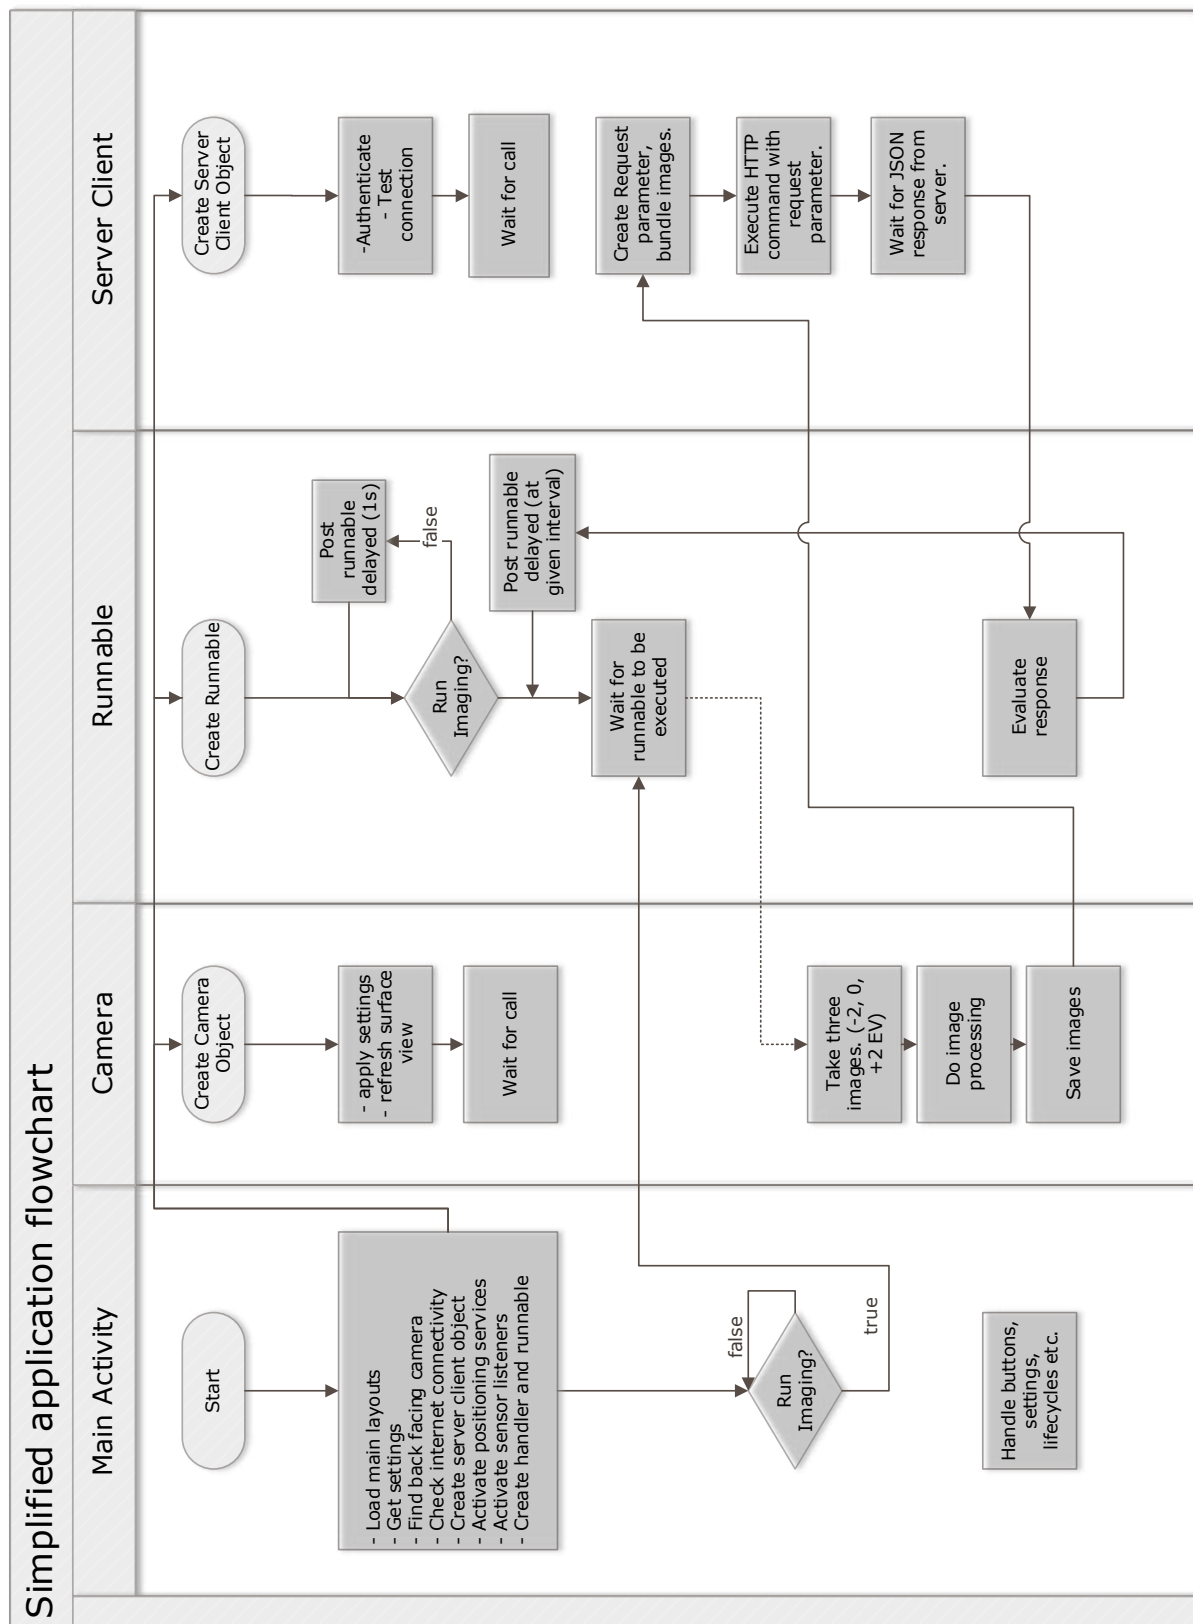 Simplified application flowchart
Main Activity
Camera
Runnable
Server Client
Start
- Load main layouts
- Get settings
- Find back facing camera
- Check internet connectivity
- Create server client object
- Activate positioning services
- Activate sensor listeners
- Create handler and runnable
Run
Imaging?
false
true
Handle buttons,
settings,
lifecycles etc.
Create Camera
Object
- apply settings
- refresh surface
view
Wait for call
Take three
images. (-2, 0,
+2 EV)
Do image
processing
Save images
Create Runnable
Post
runnable
delayed (1s)
false
Run
Imaging?
Post runnable
delayed (at
given interval)
Wait for
runnable to be
executed
Evaluate
response
Create Server
Client Object
-Authenticate
- Test
connection
Wait for call
Create Request
parameter,
bundle images.
Execute HTTP
command with
request
parameter.
Wait for JSON
response from
server.